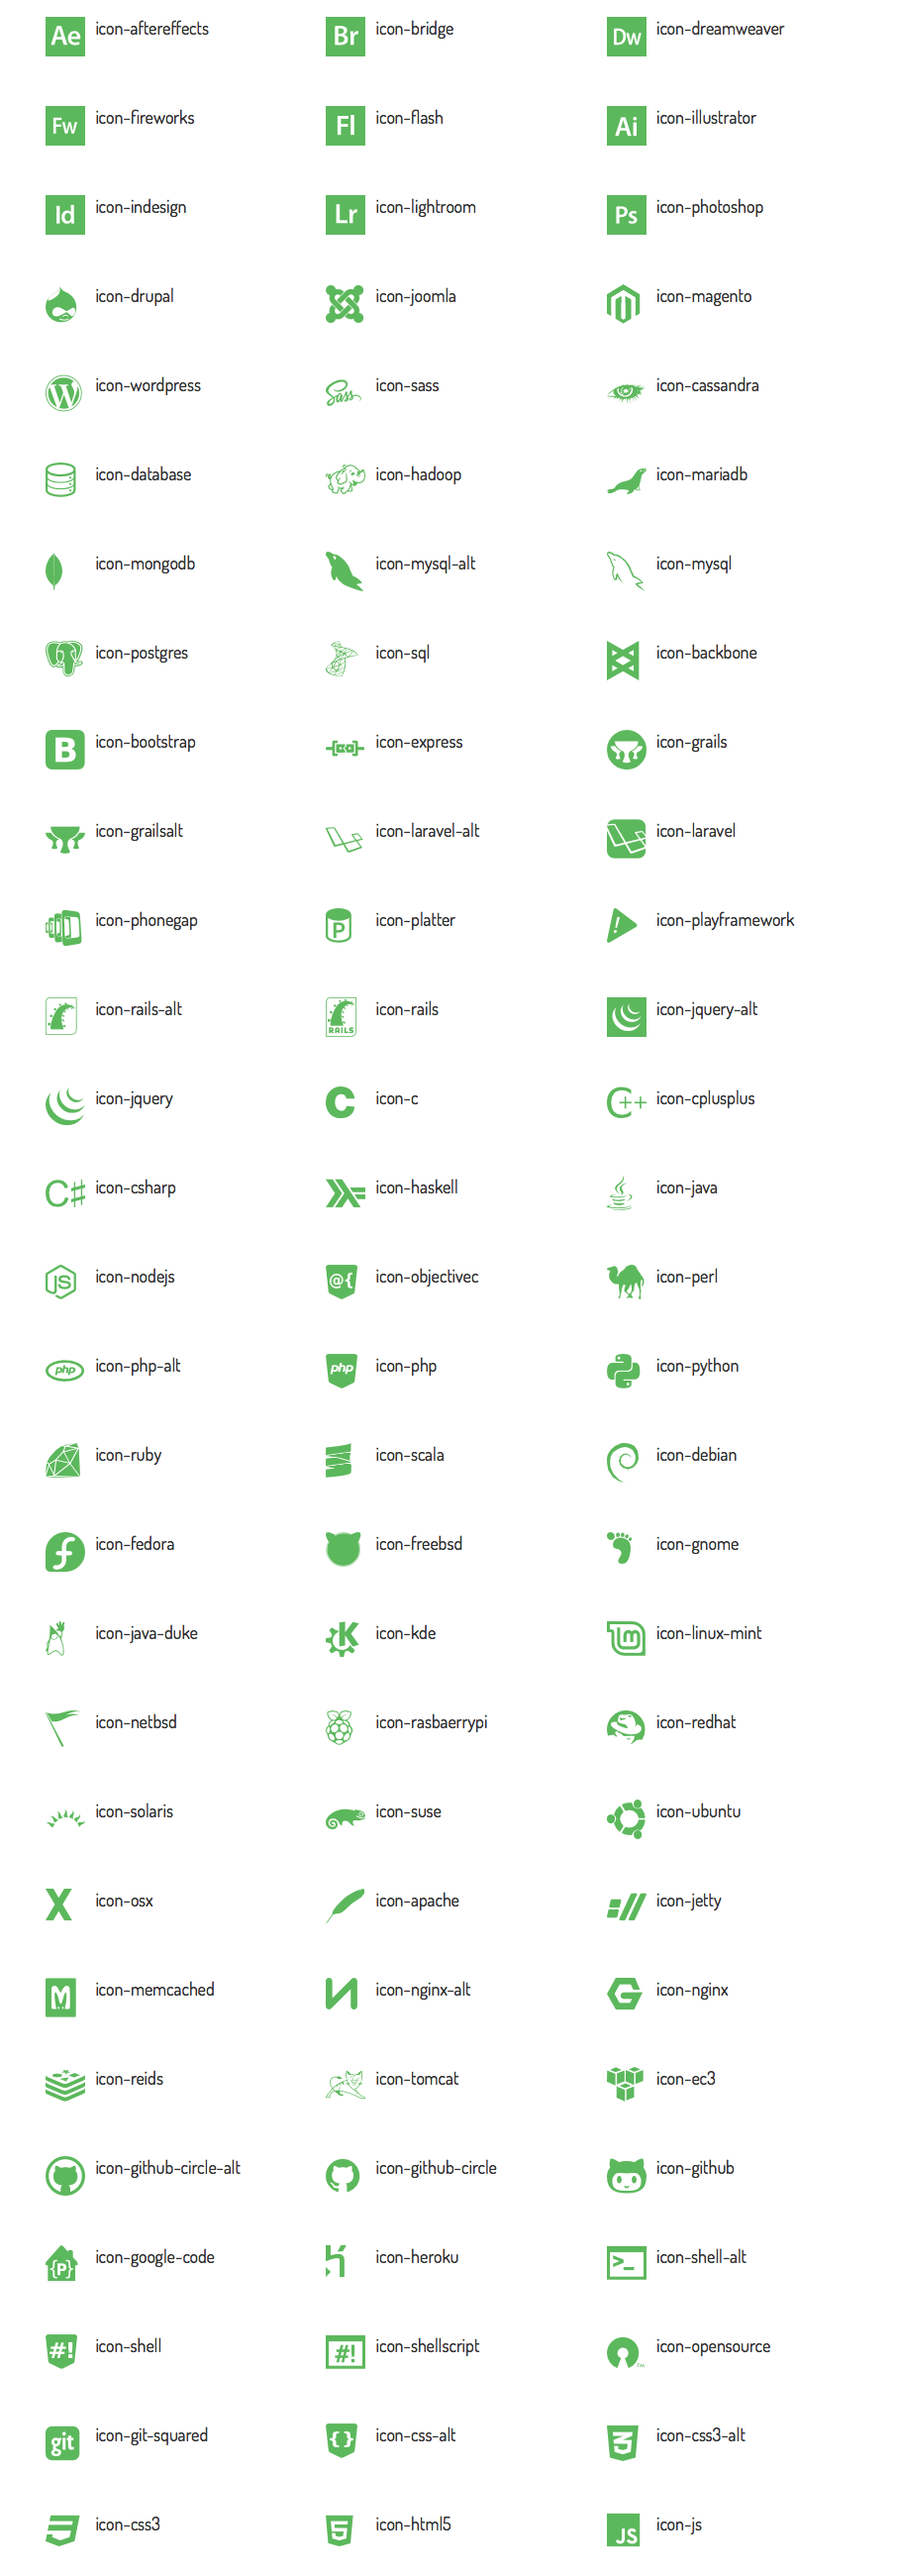 Ae icon-aftereffects Br icon-bridge Dw icon-dreamweaver
Fw icon-fireworks Fl icon-flash Ai icon-illustrator
Id icon-indesign Lr icon-lightroom Ps icon-photoshop
icon-drupal icon-joomla icon-magento
icon-wordpress Sass icon-sass icon-cassandra
icon-database icon-hadoop icon-mariadb
icon-mongodb icon-mysql-alt icon-mysql
icon-postgres icon-sql icon-backbone
B icon-bootstrap icon-express icon-grails
icon-grailsalt icon-laravel-alt icon-laravel
icon-phonegap P icon-platter ! icon-playframework
icon-rails-alt RAILS icon-rails icon-jquery-alt
icon-jquery C icon-c C++ icon-cplusplus
C# icon-csharp icon-haskell icon-java
JS icon-nodejs @{ icon-objectivec icon-perl
php icon-php-alt php icon-php icon-python
icon-ruby icon-scala icon-debian
icon-fedora icon-freebsd icon-gnome
icon-java-duke K icon-kde icon-linux-mint
icon-netbsd icon-rasbaerrypi icon-redhat
icon-solaris icon-suse icon-ubuntu
X icon-osx icon-apache icon-jetty
M icon-memcached icon-nginx-alt icon-nginx
icon-reids icon-tomcat icon-ec3
icon-github-circle-alt icon-github-circle icon-github
{P} icon-google-code icon-heroku >_ icon-shell-alt
#! icon-shell #! icon-shellscript icon-opensource
git icon-git-squared {} icon-css-alt 3 icon-css3-alt
3 icon-css3 5 icon-html5 JS icon-js